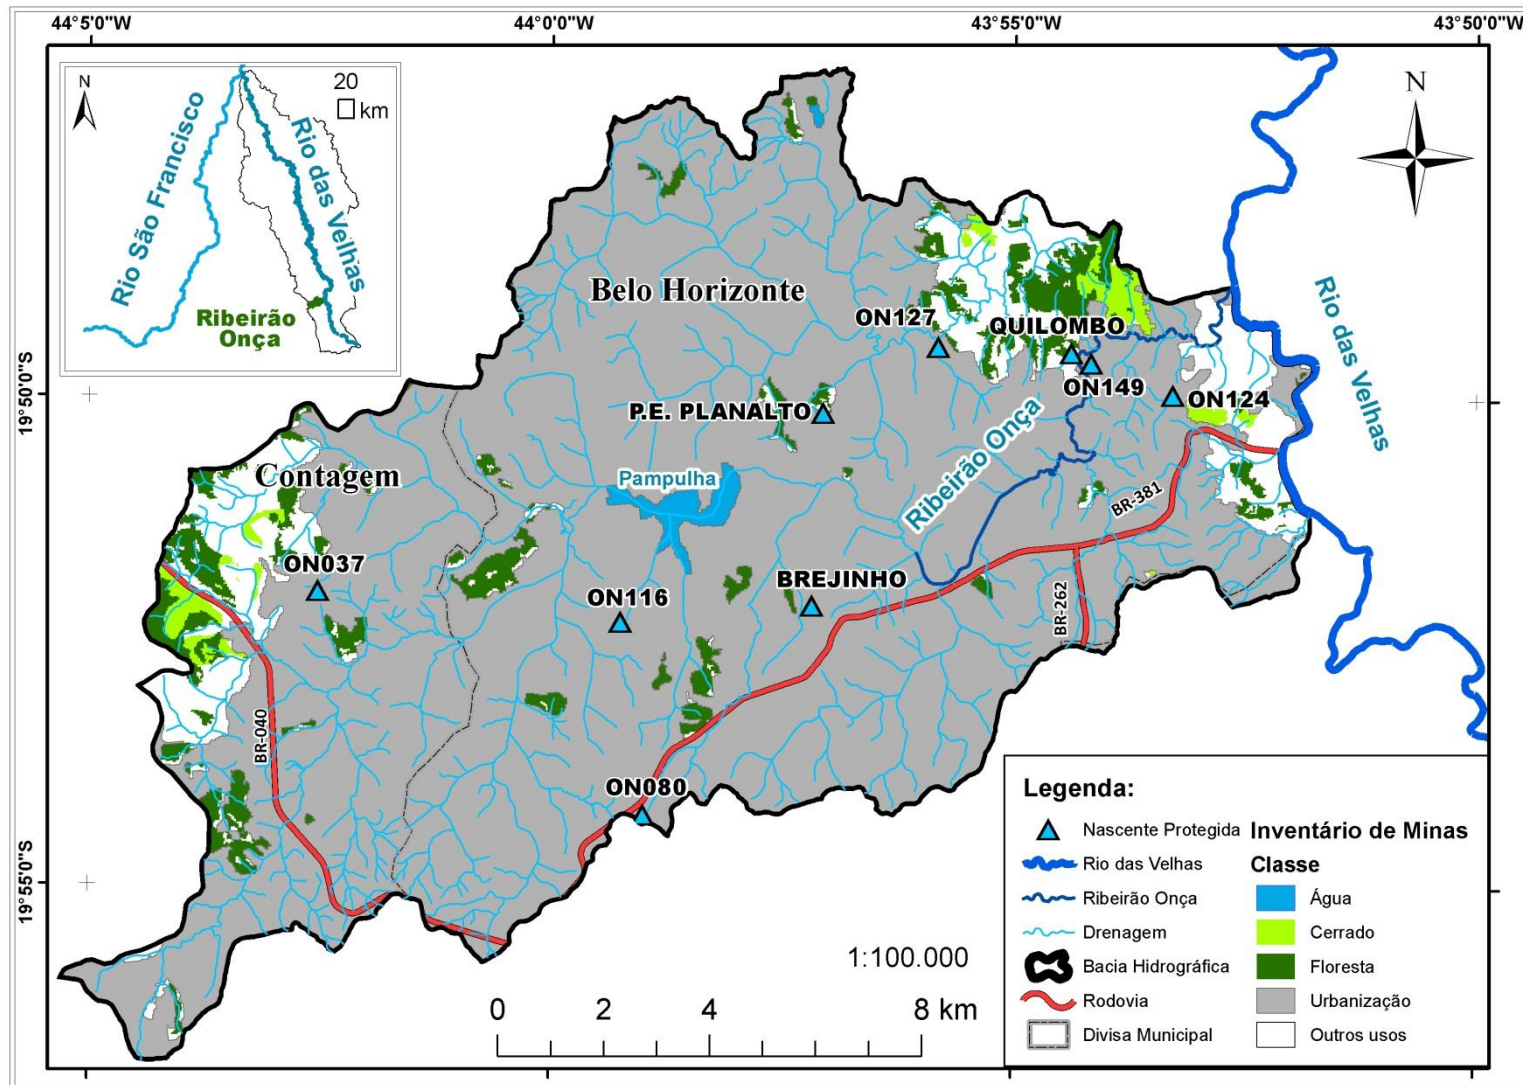 44°5'0"W
44°0'0"W
43°55'0"W
43°50'0"W
N
20
km
Rio São Francisco
Rio das Velhas
Ribeirão
Onça
N
Belo Horizonte
ON127
QUILOMBO
Rio das Velhas
19°50'0"S
ON149
ON124
P.E. PLANALTO
Ribeirão Onça
Contagem
Pampulha
BR-381
ON037
ON116
BREJINHO
BR-262
BR-040
ON080
19°55'0"S
1:100.000
0 2 4 8 km
Legenda:
Nascente Protegida
Rio das Velhas
Ribeirão Onça
Drenagem
Bacia Hidrográfica
Rodovia
Divisa Municipal
Inventário de Minas
Classe
Água
Cerrado
Floresta
Urbanização
Outros usos